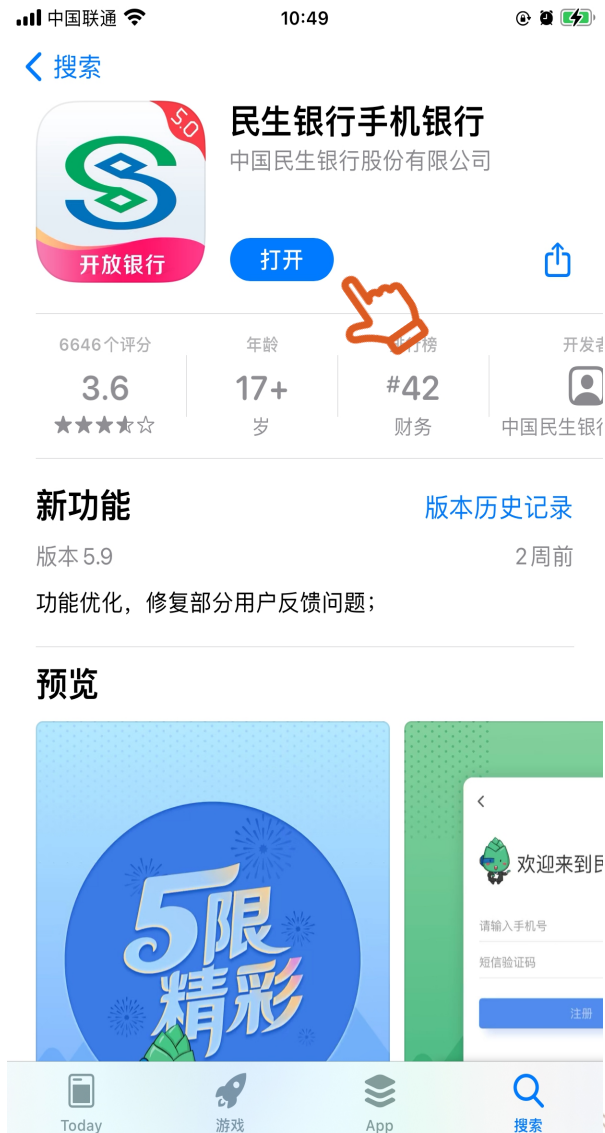 中国联通
10:49
搜索
5.0
开放银行
民生银行手机银行
中国民生银行股份有限公司
打开
6646个评分
3.6
年龄
17+
岁
排行榜
#42
财务
开发者
中国民生银行
新功能
版本历史记录
版本 5.9
2周前
功能优化，修复部分用户反馈问题；
预览
5限
精彩
欢迎来到民
请输入手机号
短信验证码
注册
Today
游戏
App
搜索